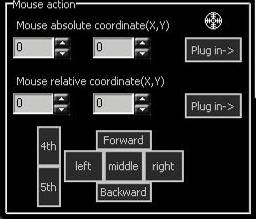 Mouse action
Mouse absolute coordinate(X,Y)
0 0 Plug in->
Mouse relative coordinate(X,Y)
0 0 Plug in->
4th Forward
left middle right
5th Backward